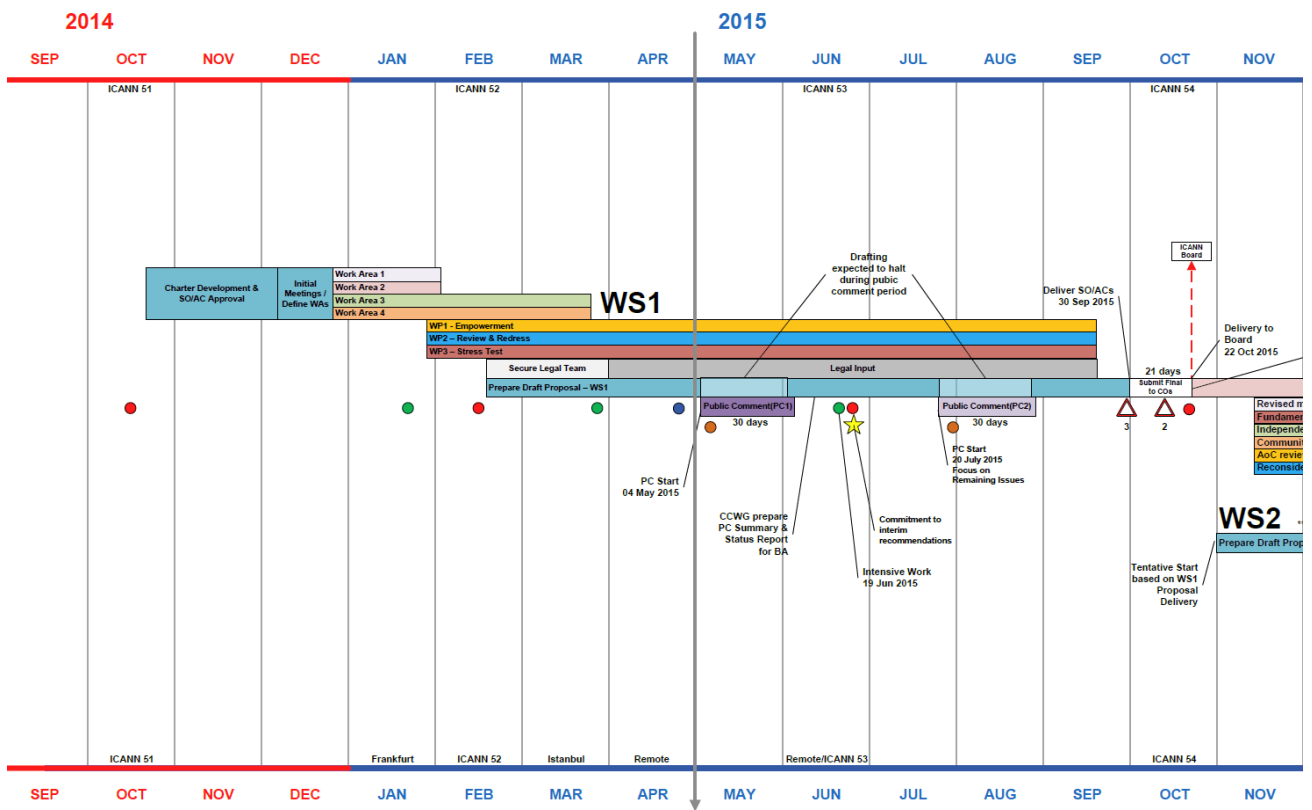 2014
2015
SEP OCT NOV DEC JAN FEB MAR APR MAY JUN JUL AUG SEP OCT NOV
ICANN 51
ICANN 52
ICANN 53
ICANN 54
ICANN
Board
Drafting
expected to halt
during pubic
comment period
Charter Development &
SO/AC Approval
Initial
Meetings /
Define WAs
Work Area 1
Work Area 2
Work Area 3
Work Area 4
WS1
Deliver SO/ACs
30 Sep 2015
WP1 - Empowerment
WP2 – Review & Redress
WP3 – Stress Test
Delivery to
Board
22 Oct 2015
Secure Legal Team
Legal Input
Prepare Draft Proposal – WS1
21 days
Submit Final
to COs
Public Comment(PC1)
30 days
Public Comment(PC2)
30 days
3
2
Revised m
Fundamen
Independe
Communit
AoC review
Reconside
PC Start
04 May 2015
PC Start
20 July 2015
Focus on
Remaining Issues
CCWG prepare
PC Summary &
Status Report
for BA
Commitment to
interim
recommendations
Intensive Work
19 Jun 2015
WS2
Prepare Draft Prop
Tentative Start
based on WS1
Proposal
Delivery
ICANN 51
Frankfurt
ICANN 52
Istanbul
Remote
Remote/ICANN 53
ICANN 54
SEP OCT NOV DEC JAN FEB MAR APR MAY JUN JUL AUG SEP OCT NOV